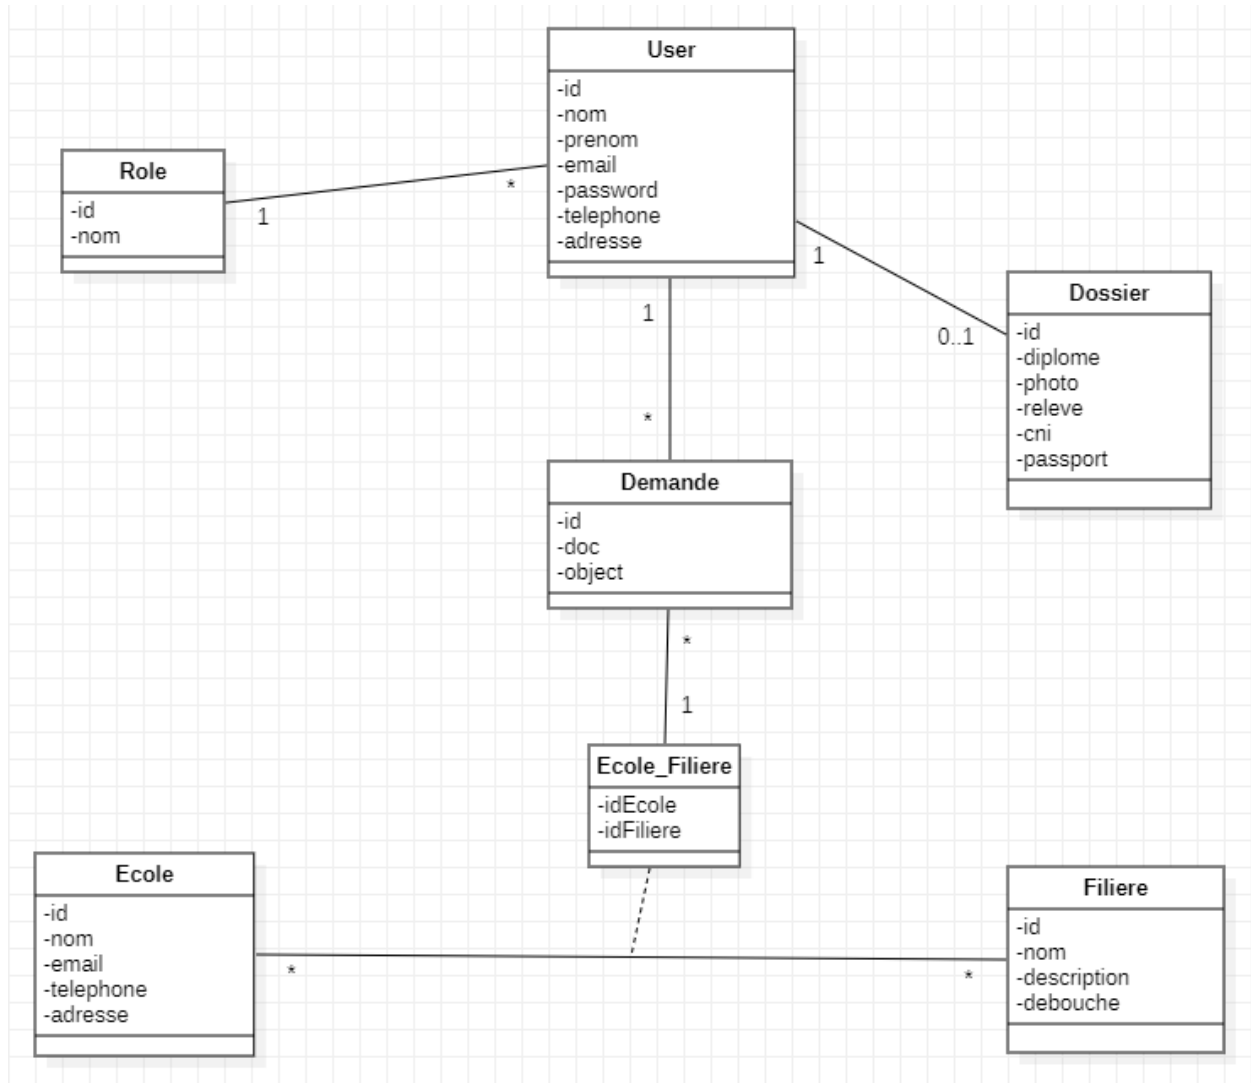 User
-id
-nom
-prenom
-email
-password
-telephone
-adresse
Role
-id
-nom
*
1
1
0..1
Dossier
-id
-diplome
-photo
-releve
-cni
-passport
1
*
Demande
-id
-doc
-object
*
1
Ecole_Filiere
-idEcole
-idFiliere
Ecole
-id
-nom
-email
-telephone
-adresse
*
*
Filiere
-id
-nom
-description
-debouche